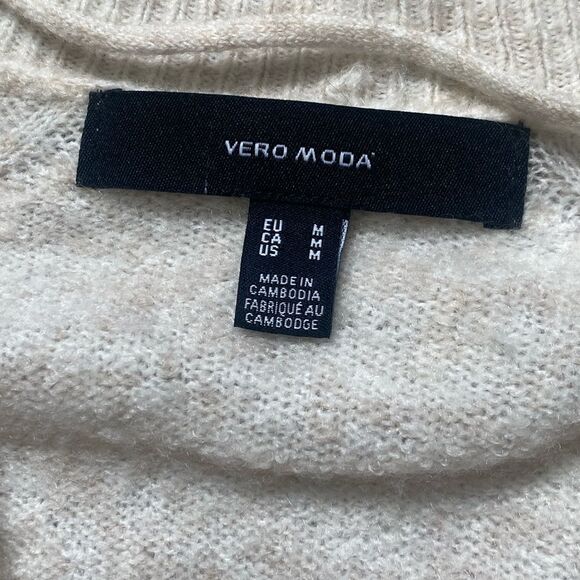 VERO MODA
EU M
CA M
US M
MADE IN
CAMBODIA
FABRIQUÉ AU
CAMBODGE